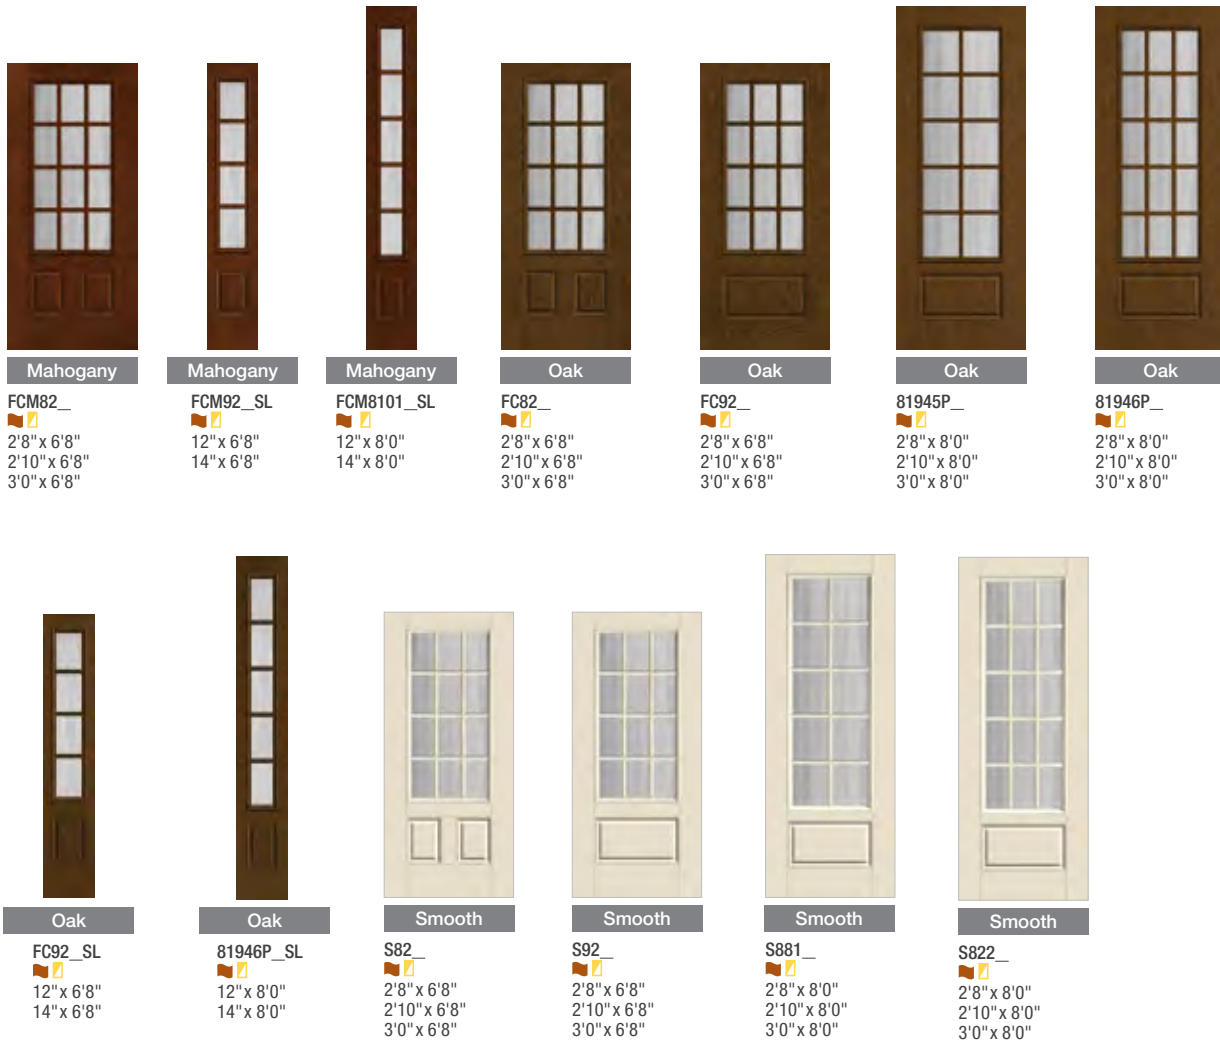 Mahogany
FCM82_
2'8" x 6'8"
2'10" x 6'8"
3'0" x 6'8"
Mahogany
FCM92_SL
12" x 6'8"
14" x 6'8"
Mahogany
FCM8101_SL
12" x 8'0"
14" x 8'0"
Oak
FC82_
2'8" x 6'8"
2'10" x 6'8"
3'0" x 6'8"
Oak
FC92_
2'8" x 6'8"
2'10" x 6'8"
3'0" x 6'8"
Oak
81945P_
2'8" x 8'0"
2'10" x 8'0"
3'0" x 8'0"
Oak
81946P_
2'8" x 8'0"
2'10" x 8'0"
3'0" x 8'0"
Oak
FC92_SL
12" x 6'8"
14" x 6'8"
Oak
81946P_SL
12" x 8'0"
14" x 8'0"
Smooth
S82_
2'8" x 6'8"
2'10" x 6'8"
3'0" x 6'8"
Smooth
S92_
2'8" x 6'8"
2'10" x 6'8"
3'0" x 6'8"
Smooth
S881_
2'8" x 8'0"
2'10" x 8'0"
3'0" x 8'0"
Smooth
S822_
2'8" x 8'0"
2'10" x 8'0"
3'0" x 8'0"